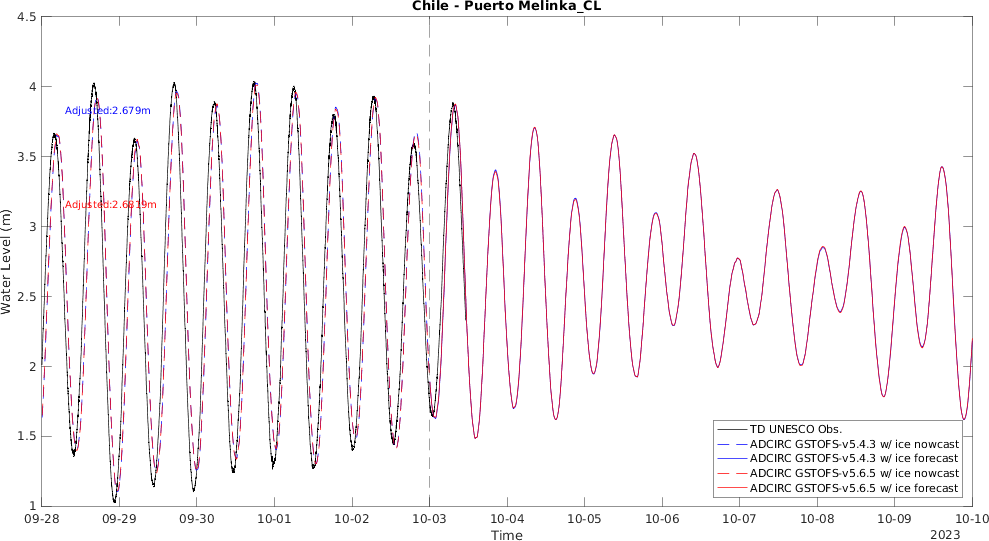 Chile - Puerto Melinka_CL
4.5
4
3.5
3
2.5
2
1.5
1
Water Level (m)
Adjusted:2.679m
Adjusted:2.6819m
TD UNESCO Obs.
ADCIRC GSTOFS-v5.4.3 w/ ice nowcast
ADCIRC GSTOFS-v5.4.3 w/ ice forecast
ADCIRC GSTOFS-v5.6.5 w/ ice nowcast
ADCIRC GSTOFS-v5.6.5 w/ ice forecast
09-28 09-29 09-30 10-01 10-02 10-03 10-04 10-05 10-06 10-07 10-08 10-09 10-10
Time
2023